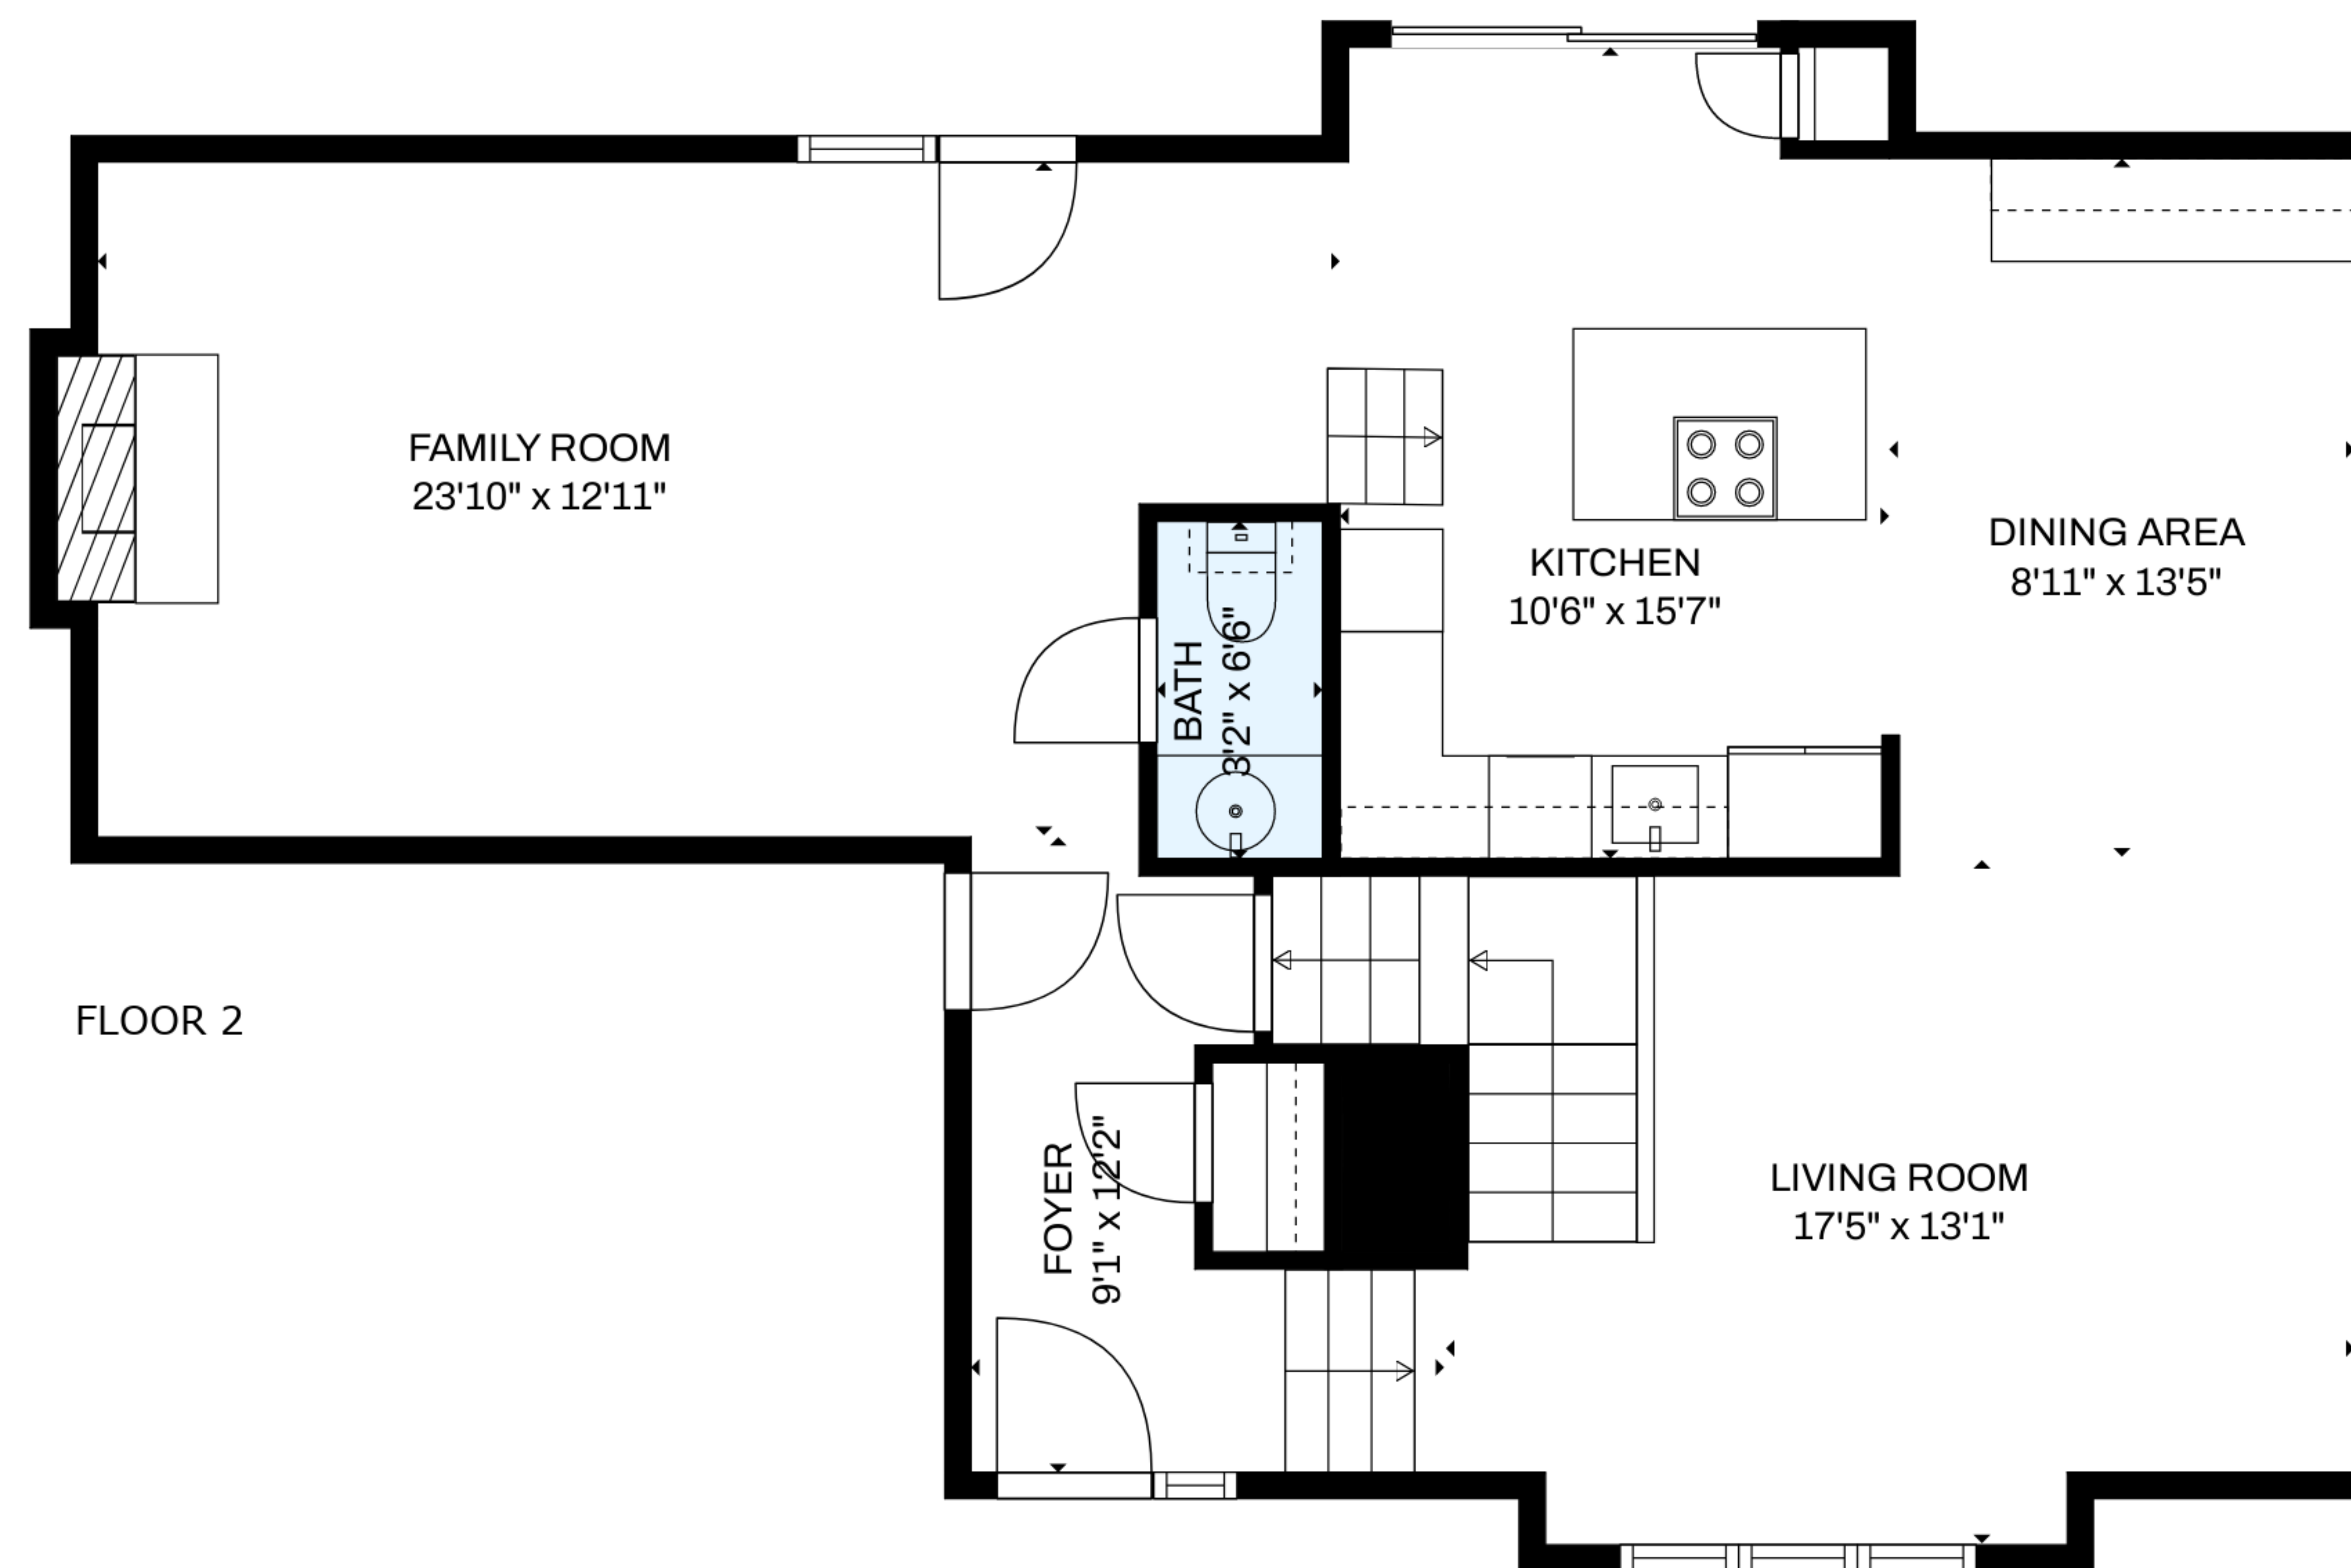 FAMILY ROOM
23'10" x 12'11"
BATH
3'2" x 6'6"
KITCHEN
10'6" x 15'7"
DINING AREA
8'11" x 13'5"
FLOOR 2
FOYER
9'1" x 12'2"
LIVING ROOM
17'5" x 13'1"